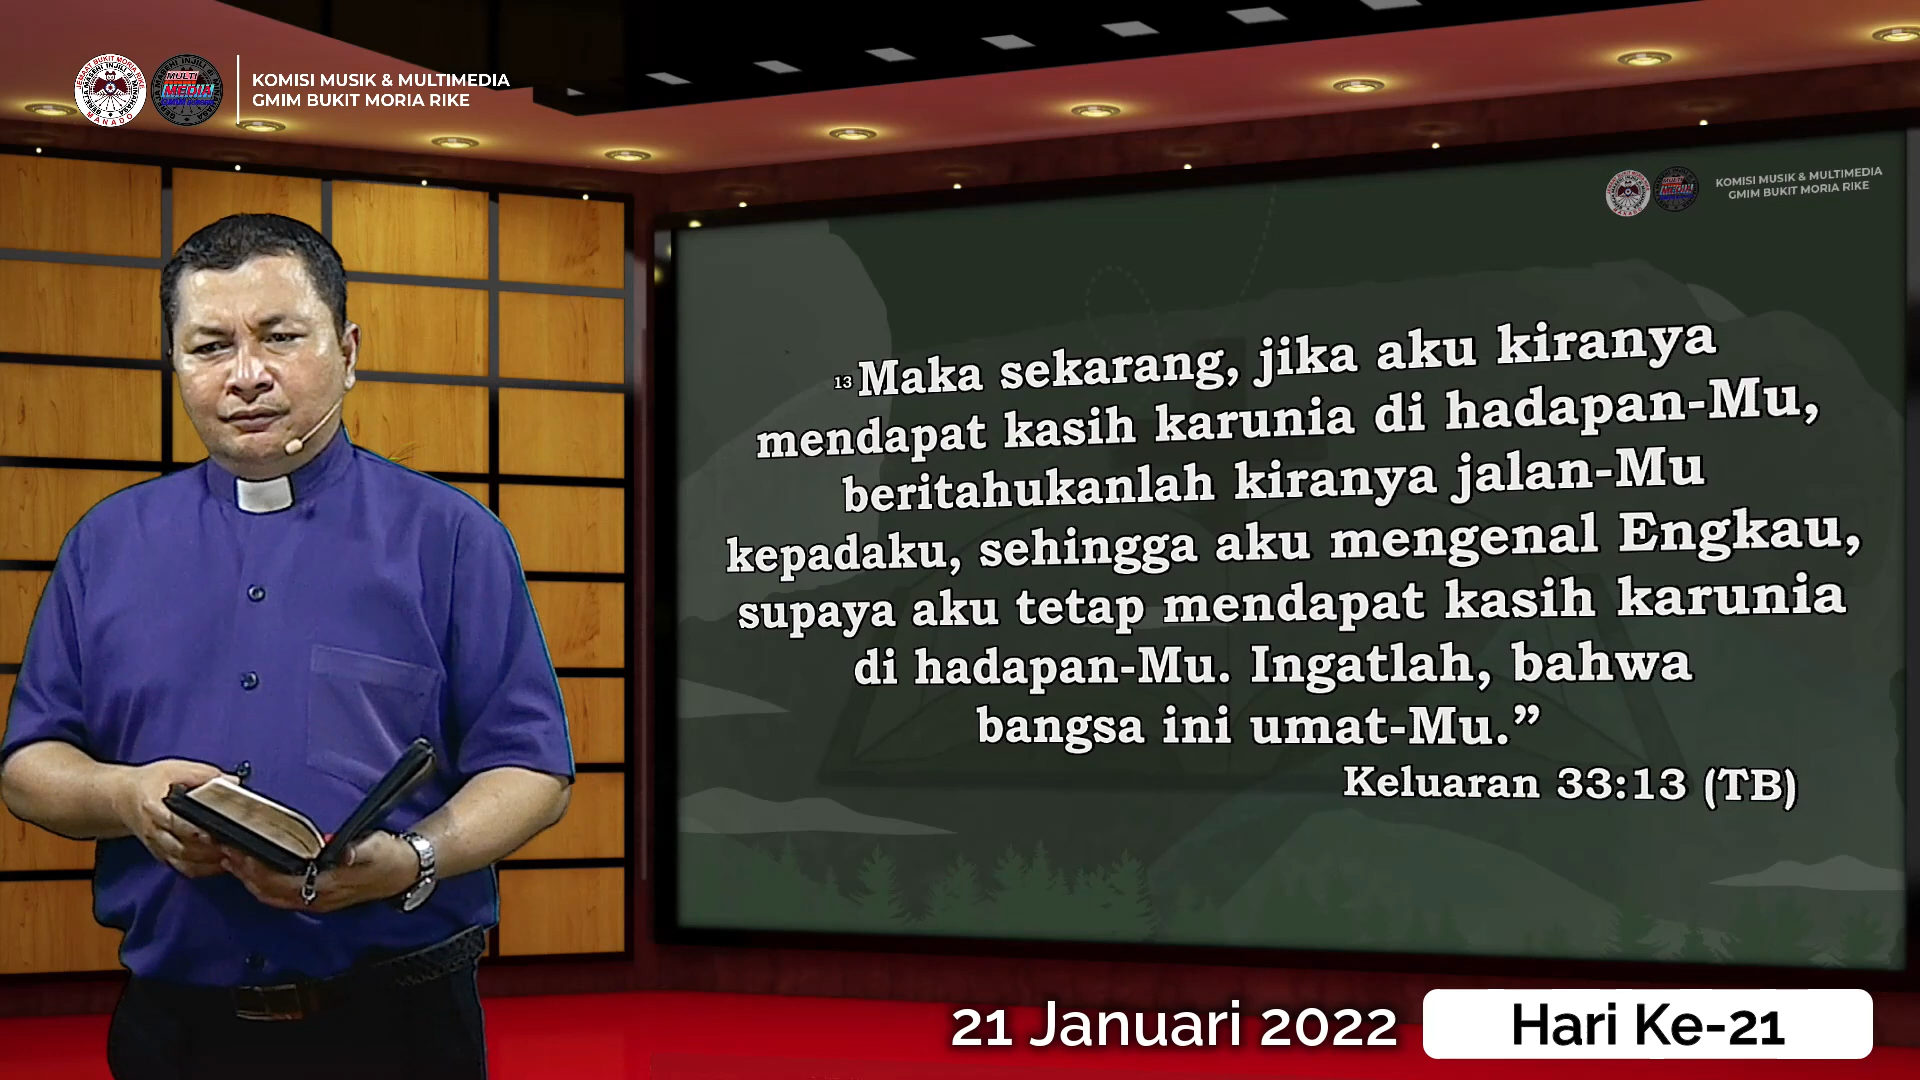 KOMISI MUSIK & MULTIMEDIA
GMIM BUKIT MORIA RIKE
MULTI
MEDIA
MANADO
KOMISI MUSIK & MULTIMEDIA
GMIM BUKIT MORIA RIKE
13 Maka sekarang, jika aku kiranya
mendapat kasih karunia di hadapan-Mu,
beritahukanlah kiranya jalan-Mu
kepadaku, sehingga aku mengenal Engkau,
supaya aku tetap mendapat kasih karunia
di hadapan-Mu. Ingatlah, bahwa
bangsa ini umat-Mu.”
Keluaran 33:13 (TB)
21 Januari 2022
Hari Ke-21